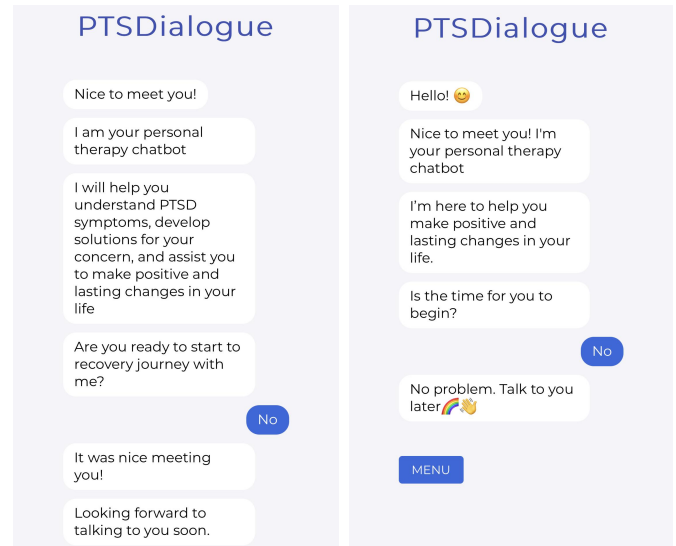 PTSDialogue
Nice to meet you!
I am your personal
therapy chatbot
I will help you
understand PTSD
symptoms, develop
solutions for your
concern, and assist you
to make positive and
lasting changes in your
life
Are you ready to start to
recovery journey with
me?
No
It was nice meeting
you!
Looking forward to
talking to you soon.
PTSDialogue
Hello! 😊
Nice to meet you! I'm
your personal therapy
chatbot
I’m here to help you
make positive and
lasting changes in your
life.
Is the time for you to
begin?
No
No problem. Talk to you
later🌈👋
MENU